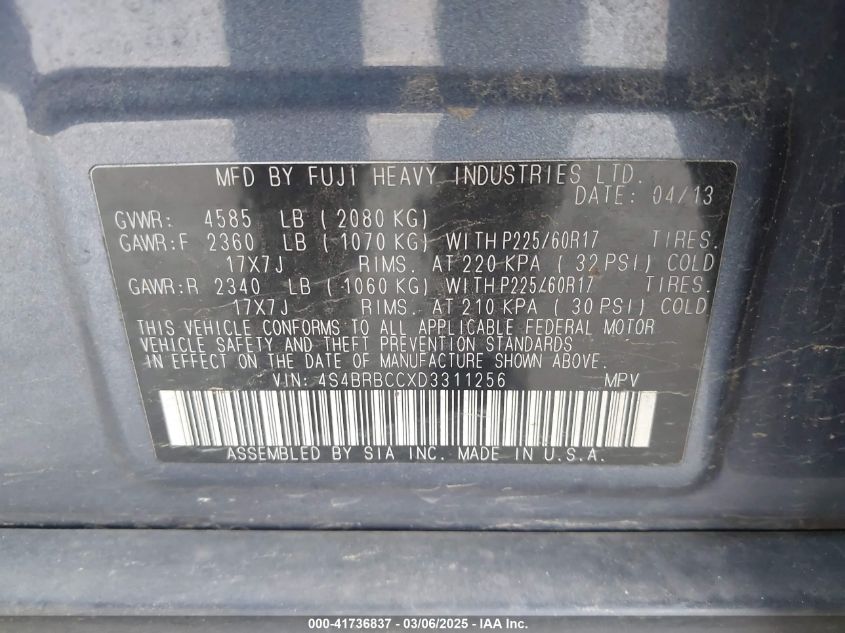 MFD BY FUJI HEAVY INDUSTRIES LTD.
DATE: 04/13
GVWR: 4585 LB (2080 KG)
GAWR:F 2360 LB (1070 KG) WITH P225/60R17 TIRES.
17X7J RIMS. AT 220 KPA (32 PSI) COLD
GAWR:R 2340 LB (1060 KG) WITH P225/60R17 TIRES.
17X7J RIMS. AT 210 KPA (30 PSI) COLD
THIS VEHICLE CONFORMS TO ALL APPLICABLE FEDERAL MOTOR
VEHICLE SAFETY AND THEFT PREVENTION STANDARDS
IN EFFECT ON THE DATE OF MANUFACTURE SHOWN ABOVE.
VIN: 4S4BRBCCXD3311256 MPV
ASSEMBLED BY SIA INC. MADE IN U.S.A.
000-41736837 - 03/06/2025 - IAA Inc.